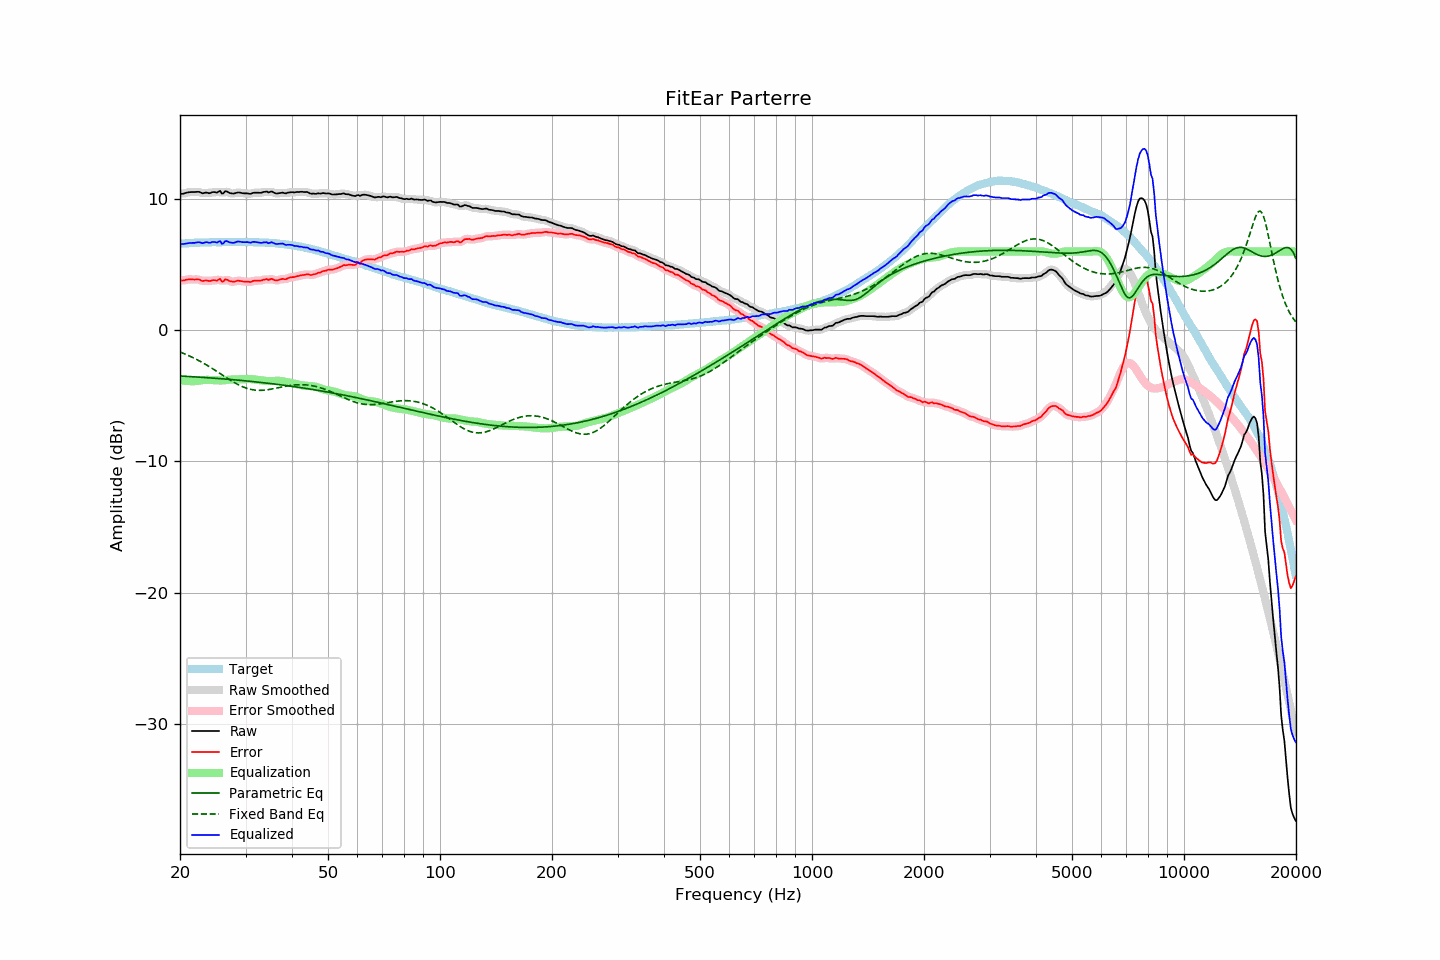 FitEar Parterre
Amplitude (dBr)
10
0
−10
−20
−30
Target
Raw Smoothed
Error Smoothed
Raw
Error
Equalization
Parametric Eq
Fixed Band Eq
Equalized
20 50 100 200 500 1000 2000 5000 10000 20000
Frequency (Hz)